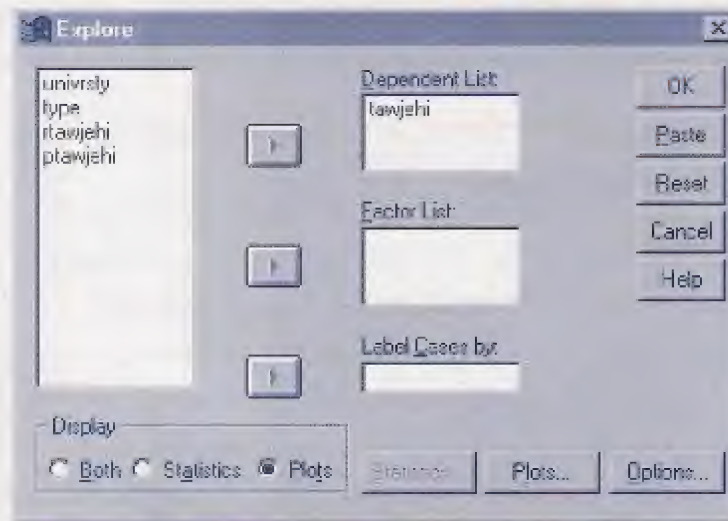 Explore
univrsty
type
rtawjehi
ptawjehi
Dependent List:
tawjehi
Factor List:
Label Cases by:
OK
Paste
Reset
Cancel
Help
Display
Both Statistics Plots
Statistics... Plots... Options...